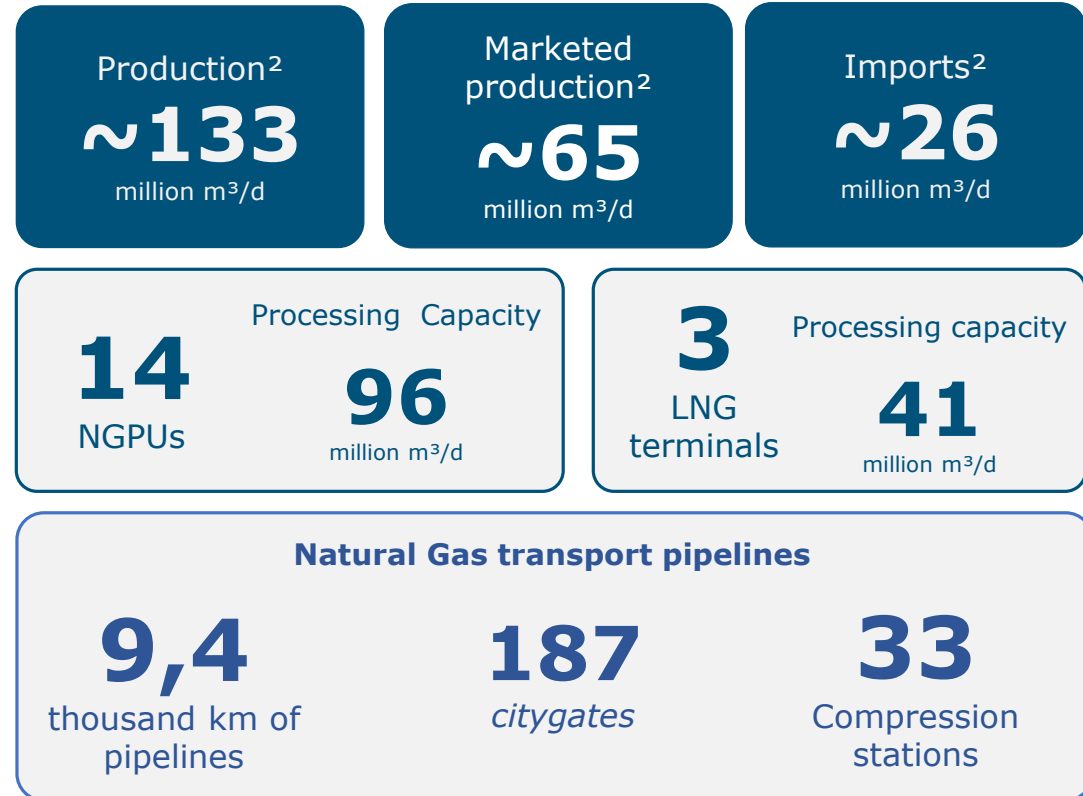 Production²
~133
million m³/d
Marketed
production²
~65
million m³/d
Imports²
~26
million m³/d
14
NGPUs
Processing Capacity
96
million m³/d
3
LNG
terminals
Processing capacity
41
million m³/d
Natural Gas transport pipelines
9,4
thousand km of
pipelines
187
citygates
33
Compression
stations